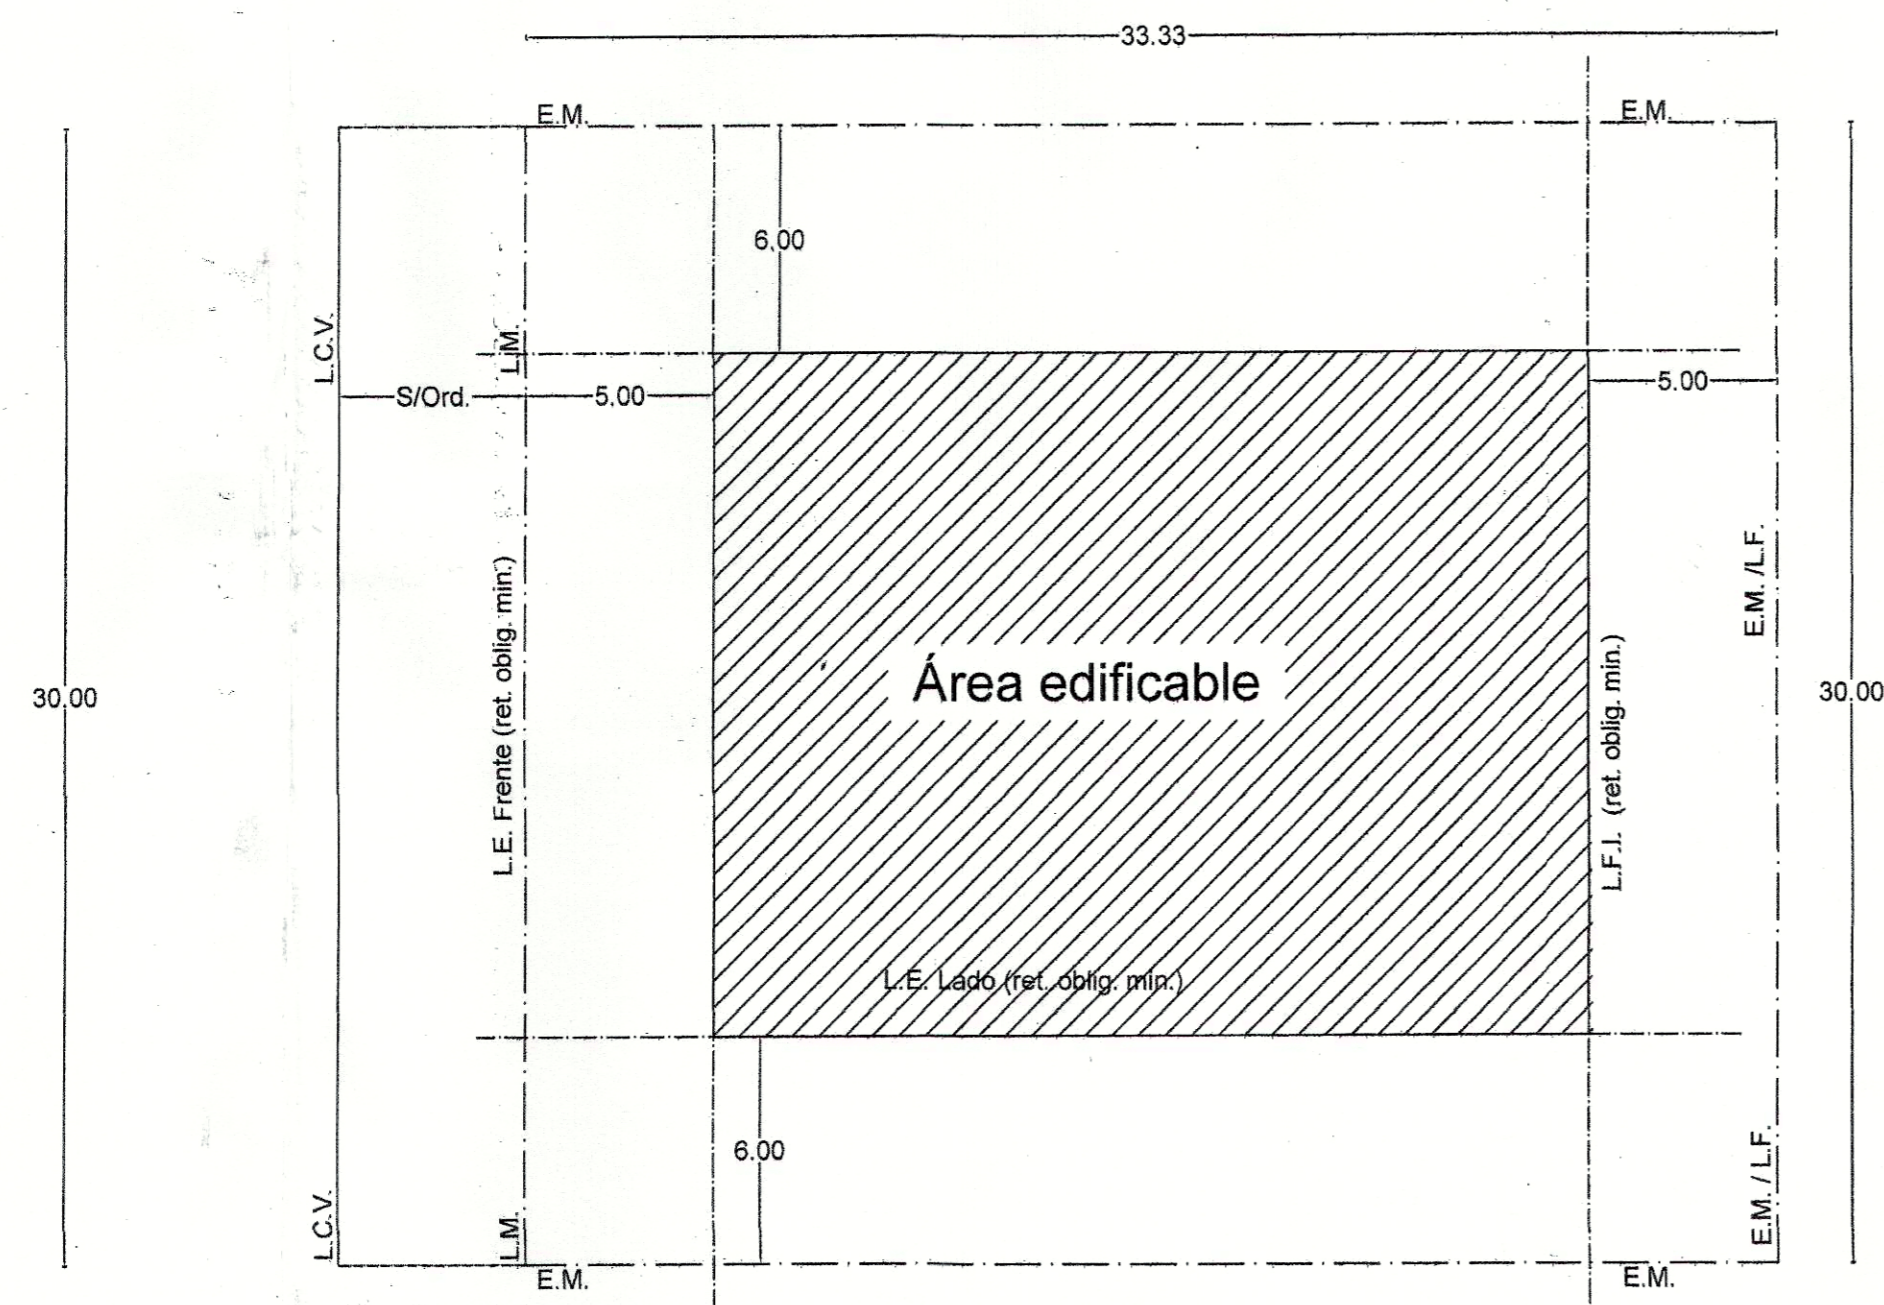 33.33
E.M.
E.M.
6.00
L.C.V.
L.M.
S/Ord.
5.00
5.00
E.M. /L.F.
L.E. Frente (ret. oblig. min.)
Área edificable
L.F.I. (ret. oblig. min.)
30.00
30.00
L.E. Lado (ret. oblig. min.)
6.00
L.C.V.
L.M.
E.M. / L.F.
E.M.
E.M.